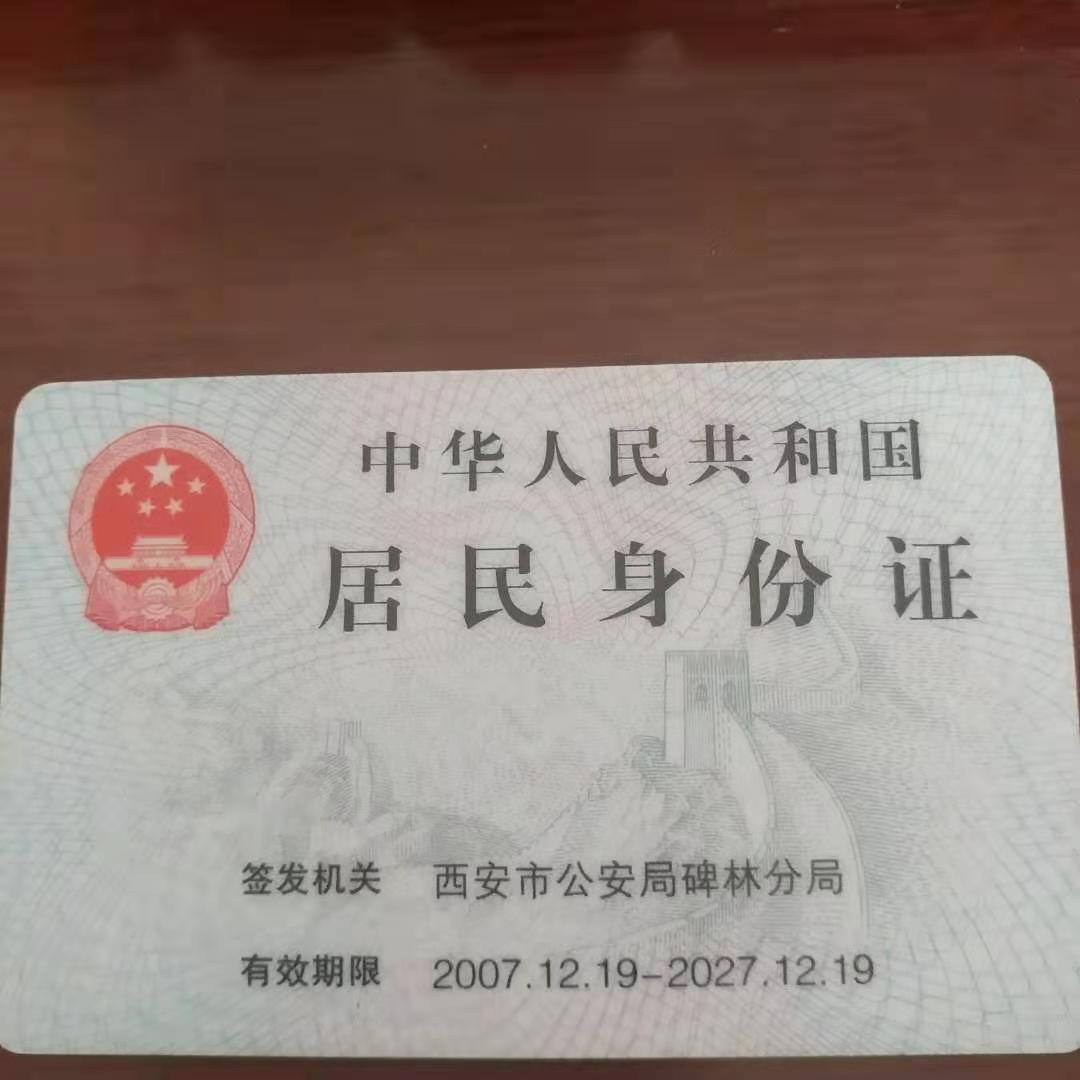 中华人民共和国
居民身份证
签发机关 西安市公安局碑林分局
有效期限 2007.12.19-2027.12.19